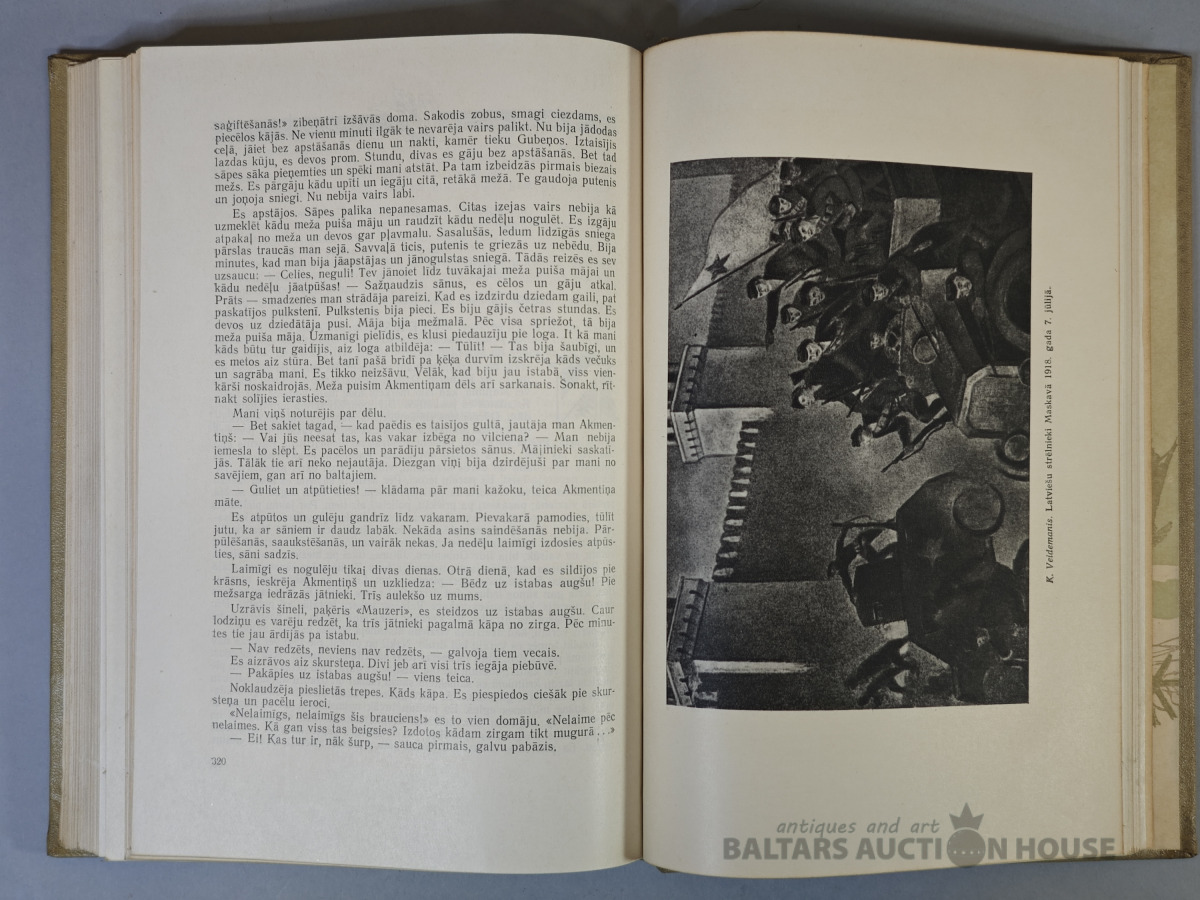 saģiftēšanās!» zibeņātri izšāvās doma. Sakodis zobus, smagi ciezdams, es
piecēlos kājās. Ne vienu minuti ilgāk te nevarēja vairs palikt. Nu bija jādodas
ceļā, jāiet bez apstāšanās dienu un nakti, kamēr tieku Gubeņos. Iztaisījis
lazdas kūju, es devos prom. Stundu, divas es gāju bez apstāšanās. Bet tad
sāpes sāka pieņemties un spēki mani atstāt. Pa tam izbeidzās pirmais biezais
mežs. Es pārgāju kādu upīti un iegāju citā, retākā mežā. Te gaudoja putenis
un joņoja sniegi. Nu nebija vairs labi.
Es apstājos. Sāpes palika nepanesamas. Citas izejas vairs nebija kā
uzmeklēt kādu meža puiša māju un raudzīt kādu nedēļu nogulēt. Es izgāju
atpakaļ no meža un devos gar pļavmalu. Sasalušās, ledum līdzīgās sniega
pārslas traucās man sejā. Savvaļā ticis, putenis te griezās uz nebēdu. Bija
minutes, kad man bija jāapstājas un jānogulstas sniegā. Tādās reizēs es sev
uzsaucu: — Celies, neguli! Tev jānoiet līdz tuvākajai meža puiša mājai un
kādu nedēļu jāatpūšas! — Sažņaudzis sānus, es cēlos un gāju atkal.
Prāts — smadzenes man strādāja pareizi. Kad es izdzirdu dziedam gaili, pat
paskatījos pulkstenī. Pulkstenis bija pieci. Es biju gājis četras stundas. Es
devos uz dziedātāja pusi. Māja bija mežmalā. Pēc visa spriežot, tā bija
meža puiša māja. Uzmanīgi pielīdis, es klusi piedauzīju pie loga. It kā mani
kāds būtu tur gaidījis, aiz loga atbildēja: — Tūlīt! — Tas bija šaubīgi, un
es metos aiz stūra. Bet tanī pašā brīdī pa ķēķa durvīm izskrēja kāds večuks
un sagrāba mani. Es tikko neizšāvu. Vēlāk, kad biju jau istabā, viss vien-
kārši noskaidrojās. Meža puisim Akmentiņam dēls arī sarkanais. Šonakt, rīt-
nakt solījies ierasties.
Mani viņš noturējis par dēlu.
— Bet sakiet tagad, — kad paēdis es taisījos gultā, jautāja man Akmen-
tiņš: — Vai jūs neesat tas, kas vakar izbēga no vilciena? — Man nebija
iemesla to slēpt. Es pacēlos un parādīju pārsietos sānus. Mājinieki saskatī-
jās. Tālāk tie arī neko nejautāja. Diezgan viņi bija dzirdējuši par mani no
savējiem, gan arī no baltajiem.
— Guliet un atpūtieties! — klādama pār mani kažoku, teica Akmentiņa
māte.
Es atpūtos un gulēju gandrīz līdz vakaram. Pievakarā pamodies, tūlīt
jutu, ka ar sāniem ir daudz labāk. Nekāda asins saindēšanās nebija. Pār-
pūlēšanās, saaukstēšanās, un vairāk nekas. Ja nedēļu laimīgi izdosies atpūs-
ties, sāni sadzīs.
Laimīgi es nogulēju tikai divas dienas. Otrā dienā, kad es sildījos pie
krāsns, ieskrēja Akmentiņš un uzkliedza: — Bēdz uz istabas augšu! Pie
mežsarga iedrāzās jātnieki. Trīs aulekšo uz mums.
Uzrāvis šineli, paķēris «Mauzeri», es steidzos uz istabas augšu. Caur
lodziņu es varēju redzēt, ka trīs jātnieki pagalmā kāpa no zirga. Pēc minu-
tes tie jau ārdījās pa istabu.
— Nav redzēts, neviens nav redzēts, — galvoja tiem vecais.
Es aizrāvos aiz skursteņa. Divi jeb arī visi trīs iegāja piebūvē.
— Pakāpies uz istabas augšu! — viens teica.
Noklaudzēja pieslietās trepes. Kāds kāpa. Es piespiedos ciešāk pie skur-
steņa un pacēlu ieroci.
«Nelaimīgs, nelaimīgs šis brauciens!» es to vien domāju. «Nelaime pēc
nelaimes. Kā gan viss tas beigsies? Izdotos kādam zirgam tikt mugurā...»
— Ei! Kas tur ir, nāk šurp, — sauca pirmais, galvu pabāzis.
320
K. Veidemanis. Latviešu strēlnieki Maskavā 1918. gada 7. jūlijā.
antiques and art
BALTARS AUCTION HOUSE